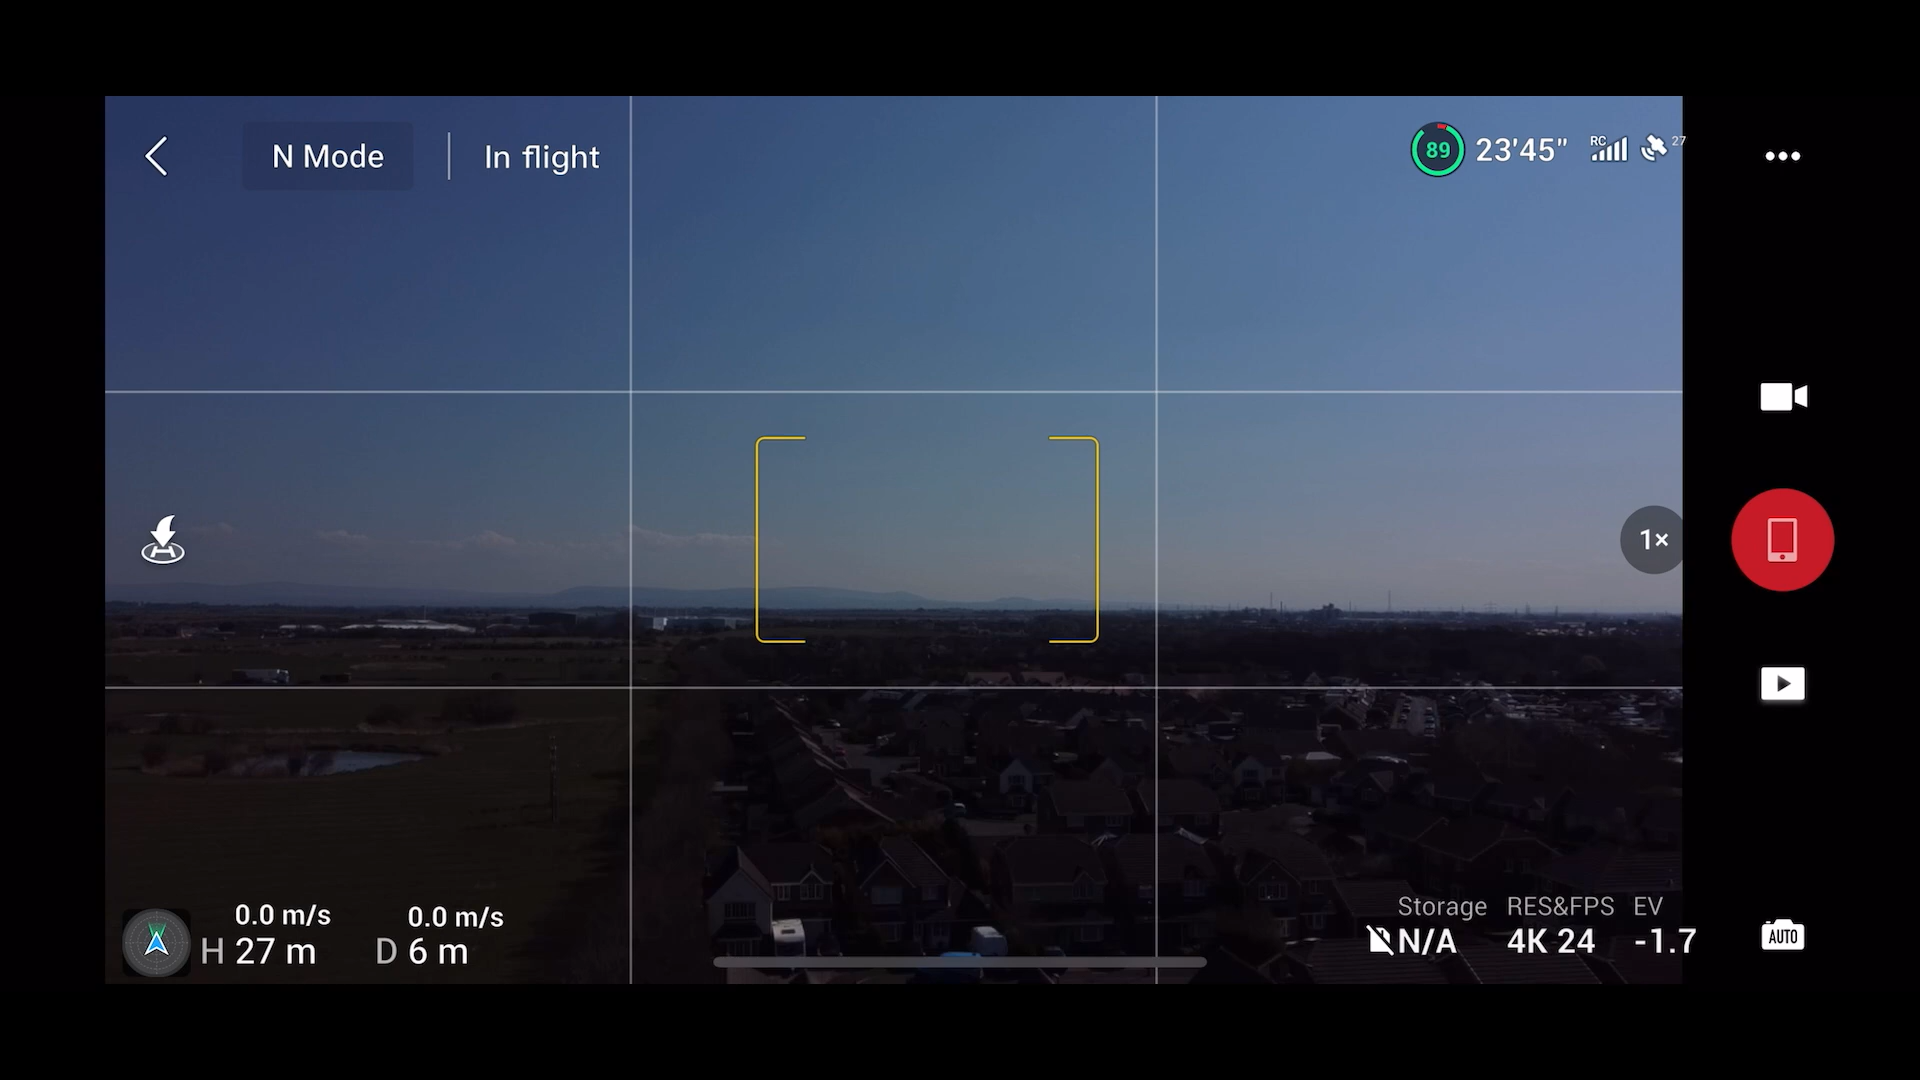 N Mode
In flight
89
23'45"
RC
27
1×
0.0 m/s
0.0 m/s
H 27 m
D 6 m
Storage RES&FPS EV
N/A 4K 24 -1.7
AUTO